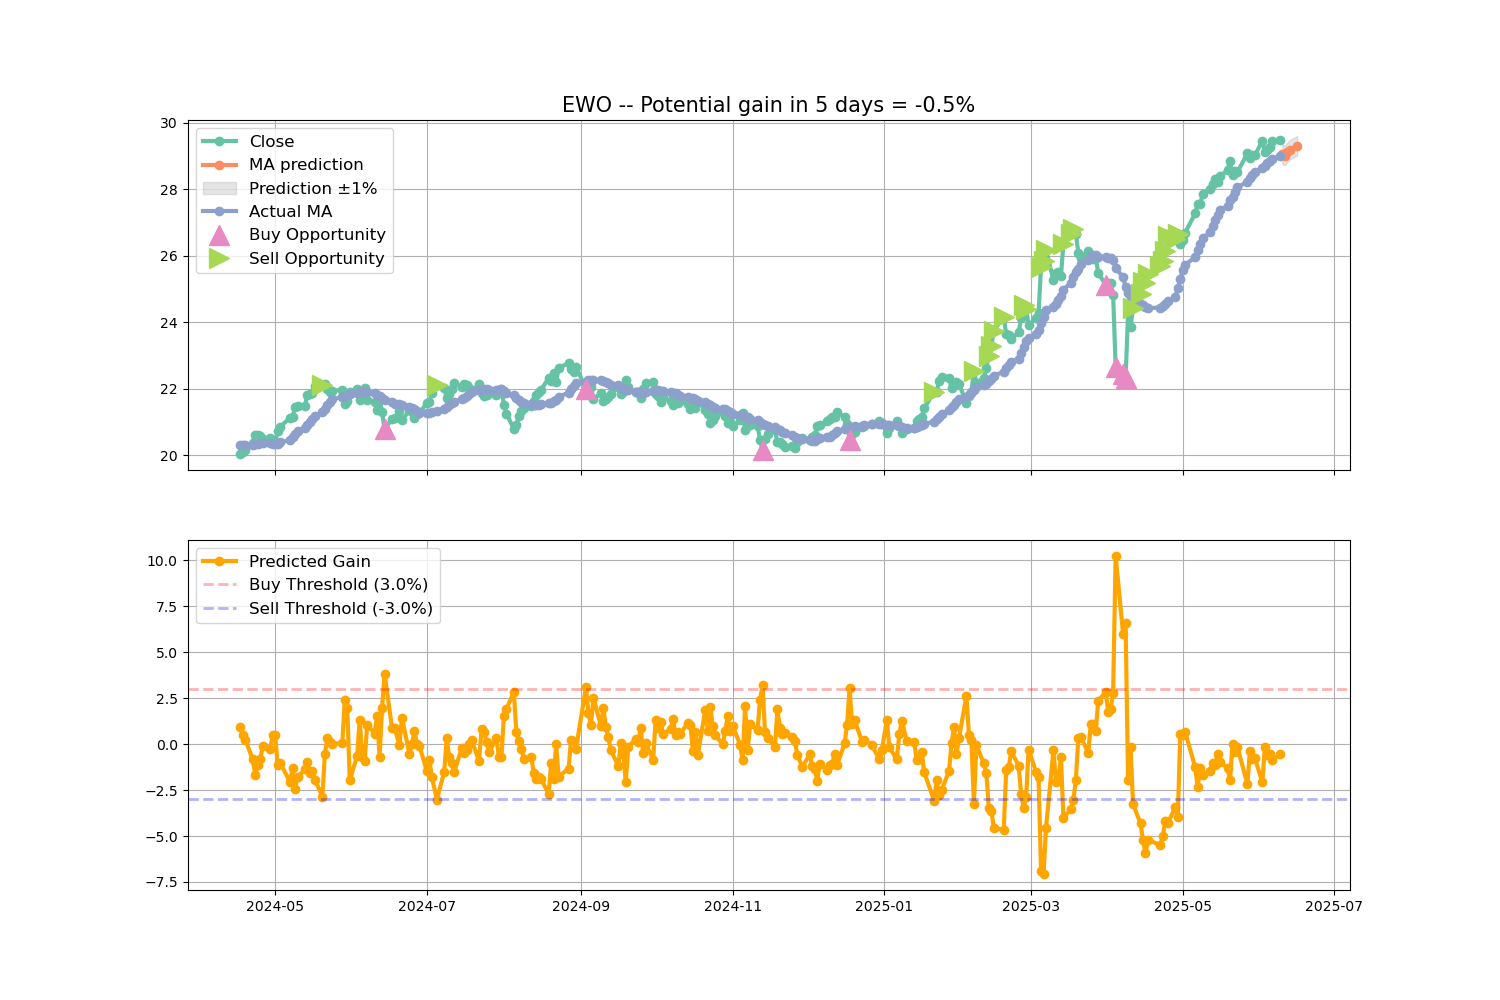 EWO -- Potential gain in 5 days = -0.5%
30
28
26
24
22
20
Close
MA prediction
Prediction ±1%
Actual MA
Buy Opportunity
Sell Opportunity
10.0
7.5
5.0
2.5
0.0
−2.5
−5.0
−7.5
Predicted Gain
Buy Threshold (3.0%)
Sell Threshold (-3.0%)
2024-05
2024-07
2024-09
2024-11
2025-01
2025-03
2025-05
2025-07